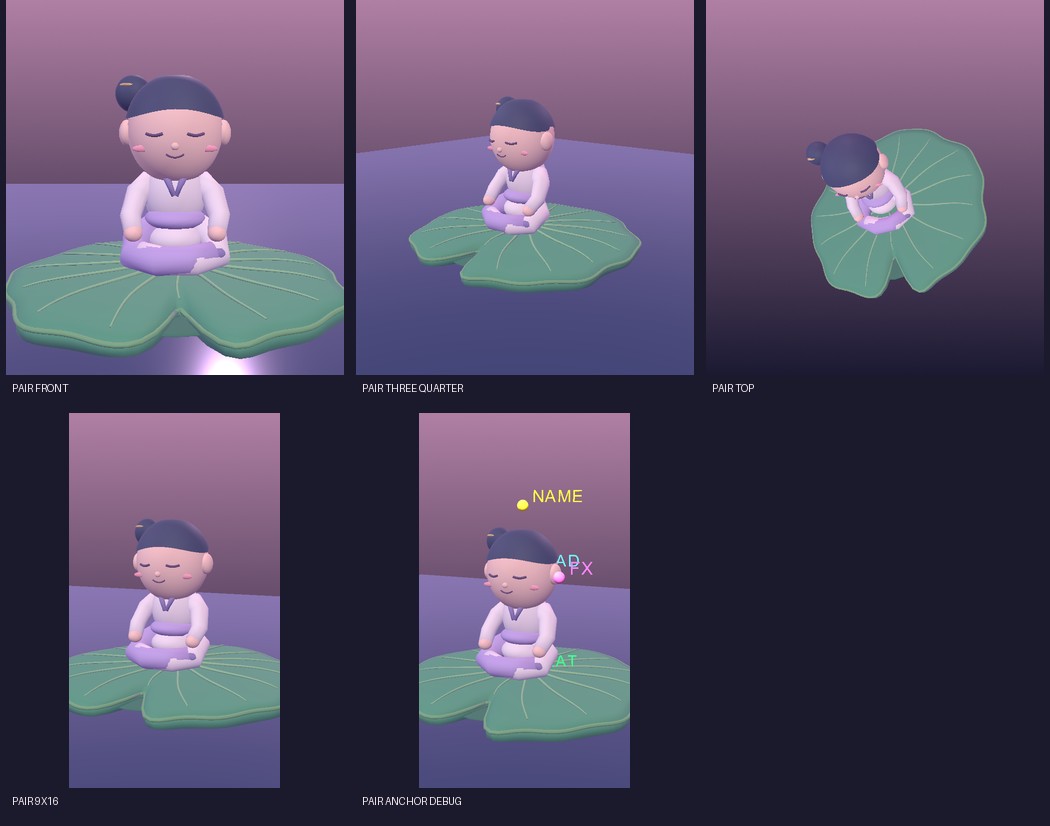 PAIR FRONT
PAIR THREE QUARTER
PAIR TOP
NAME
AD
FX
AT
PAIR 9X16
PAIR ANCHOR DEBUG